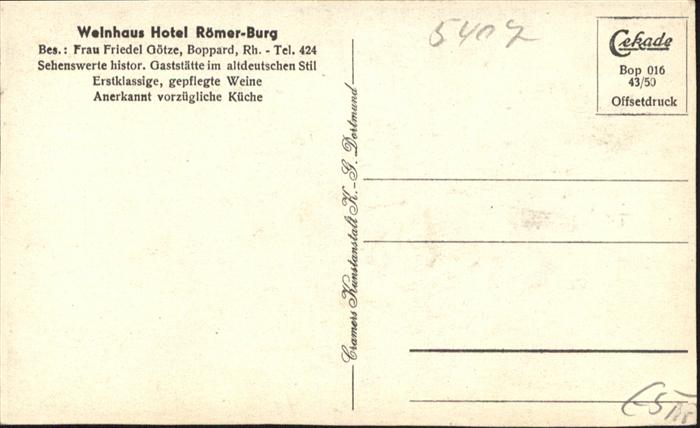 Weinhaus Hotel Römer-Burg
Bes.: Frau Friedel Götze, Boppard, Rh. - Tel. 424
Sehenswerte histor. Gaststätte im altdeutschen Stil
Erstklassige, gepflegte Weine
Anerkannt vorzügliche Küche
5407
Cekade
Bop 016
43/50
Offsetdruck
Cramers Kunstanstalt K.-G. Dortmund